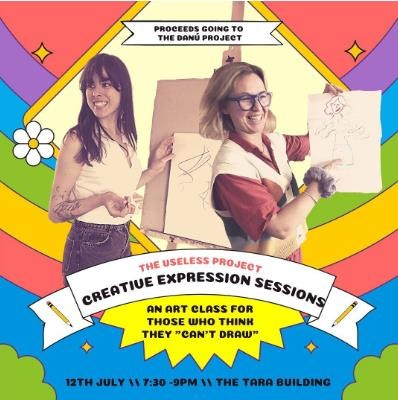 PROCEEDS GOING TO
THE DANÚ PROJECT
THE USELESS PROJECT
CREATIVE EXPRESSION SESSIONS
AN ART CLASS FOR
THOSE WHO THINK
THEY "CAN'T DRAW"
12TH JULY \\ 7:30 -9PM \\ THE TARA BUILDING